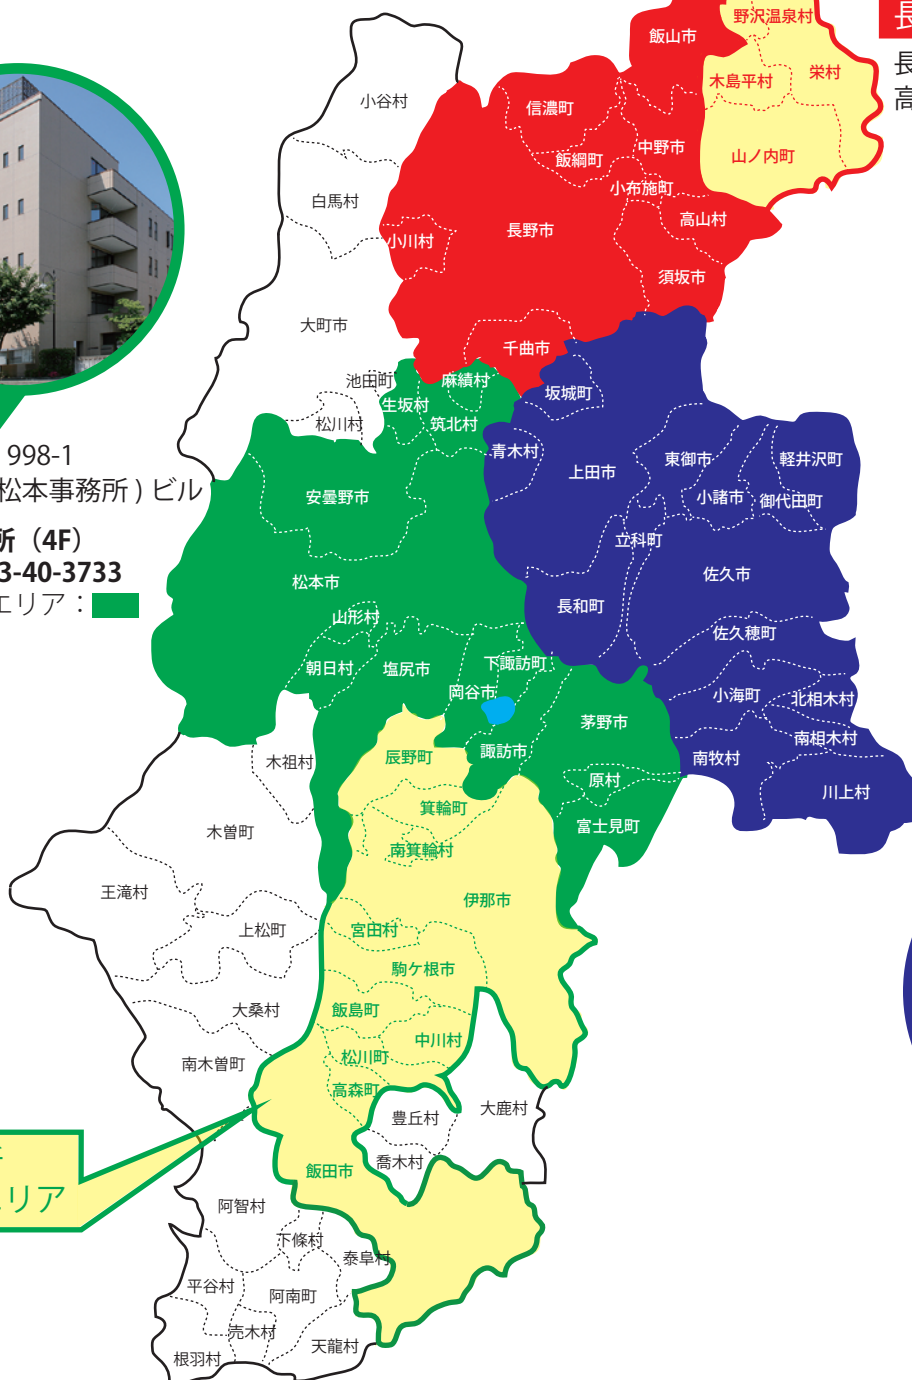 野沢温泉村
飯山市
長
木島平村
栄村
長
高
小谷村
信濃町
中野市
山ノ内町
飯綱町
小布施町
白馬村
高山村
小川村
長野市
須坂市
大町市
千曲市
池田町
麻績村
坂城町
生坂村
松川村
筑北村
青木村
998-1
松本事務所 ) ビル
所（4F）
3-40-3733
エリア：
上田市
東御市
軽井沢町
安曇野市
小諸市
御代田町
立科町
松本市
佐久市
長和町
山形村
佐久穂町
朝日村
塩尻市
下諏訪町
岡谷市
小海町
北相木村
茅野市
南相木村
諏訪市
南牧村
辰野町
木祖村
原村
川上村
箕輪町
富士見町
木曽町
南箕輪村
王滝村
伊那市
上松町
宮田村
駒ケ根市
大桑村
飯島町
中川村
南木曽町
松川町
高森町
大鹿村
豊丘村
喬木村
飯田市
リア
阿智村
下條村
泰阜村
平谷村
阿南町
売木村
天龍村
根羽村